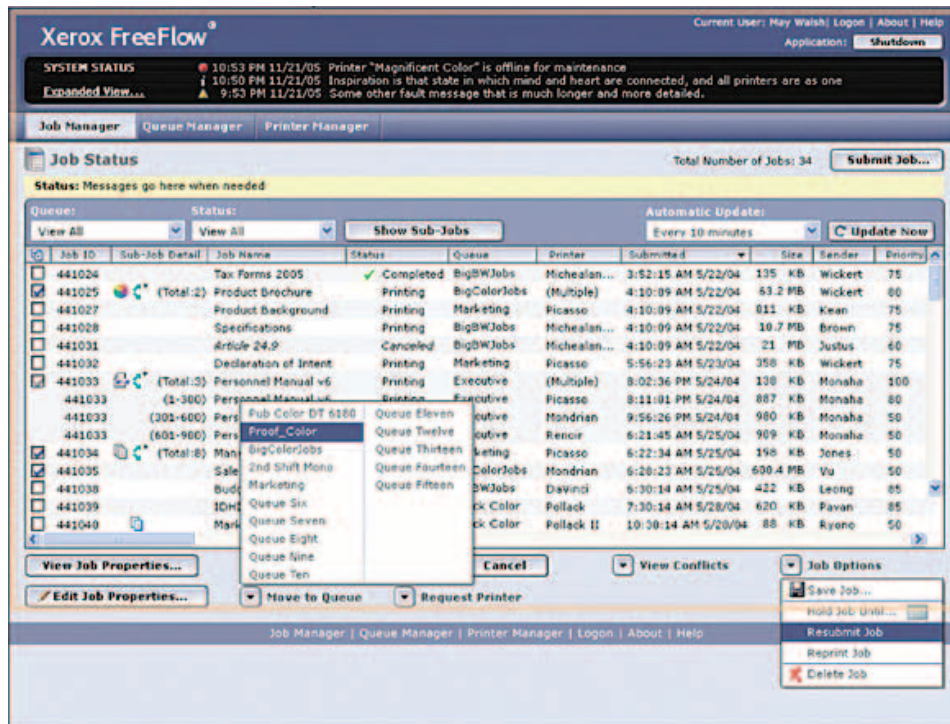 Current User: May Walsh| Logon | About | Help
Xerox FreeFlow®
Application: Shutdown
SYSTEM STATUS
10:53 PM 11/21/05 Printer "Magnificent Color" is offline for maintenance
i 10:50 PM 11/21/05 Inspiration is that state in which mind and heart are connected, and all printers are as one
Expanded View... 9:53 PM 11/21/05 Some other fault message that is much longer and more detailed.
Job Manager Queue Manager Printer Manager
Job Status Total Number of Jobs: 34 Submit Job...
Status: Messages go here when needed
Queue: Status: Automatic Update:
View All View All Show Sub-Jobs Every 10 minutes Update Now
Job ID Sub-Job Detail Job Name Status Queue Printer Submitted Size Sender Priority
441024 Tax Forms 2005 Completed BigBWJobs Michealan... 3:52:15 AM 5/22/04 135 KB Wickert 75
441025 (Total:2) Product Brochure Printing BigColorJobs (Multiple) 4:10:09 AM 5/22/04 63.2 MB Wickert 80
441027 Product Background Printing Marketing Picasso 4:10:09 AM 5/22/04 811 KB Kean 75
441028 Specifications Printing BigBWJobs Michealan... 4:10:09 AM 5/22/04 10.7 MB Brown 75
441031 Article 24.9 Canceled BigBWJobs Michealan... 4:10:09 AM 5/22/04 21 MB Justus 60
441032 Declaration of Intent Printing Marketing Picasso 5:56:23 AM 5/23/04 358 KB Wickert 75
441033 (Total:3) Personnel Manual v6 Printing Executive (Multiple) 8:02:36 PM 5/24/04 138 KB Monaha 100
441033 (1-300) Personnel Manual v6 Printing Executive Picasso 8:11:01 PM 5/24/04 887 KB Monaha 80
441033 (301-600) Pers Mondrian 9:56:26 PM 5/24/04 980 KB Monaha 50
441033 (601-900) Pers Renoir 6:21:45 AM 5/25/04 909 KB Monaha 50
441034 (Total:8) Man Picasso 6:22:34 AM 5/25/04 198 KB Jones 50
441035 Sale ColorJobs Mondrian 6:28:23 AM 5/25/04 600.4 MB Vu 50
441038 Bud BWJobs DaVinci 6:30:14 AM 5/25/04 422 KB Leong 85
441039 ck Color Pollack 7:30:14 AM 5/28/04 620 KB Pavan 85
441040 Mark ck Color Pollack II 10:30:14 AM 5/28/04 88 KB Ryono 50
Pub Color DT 6180 Queue Eleven
Proof_Color Queue Twelve
BigColorJobs Queue Thirteen
2nd Shift Mono Queue Fourteen
Marketing Queue Fifteen
Queue Six
Queue Seven
Queue Eight
Queue Nine
Queue Ten
View Job Properties... Cancel View Conflicts Job Options
Edit Job Properties... Move to Queue Request Printer
Save Job...
Hold Job Until...
Resubmit Job
Reprint Job
Delete Job
Job Manager | Queue Manager | Printer Manager | Logon | About | Help